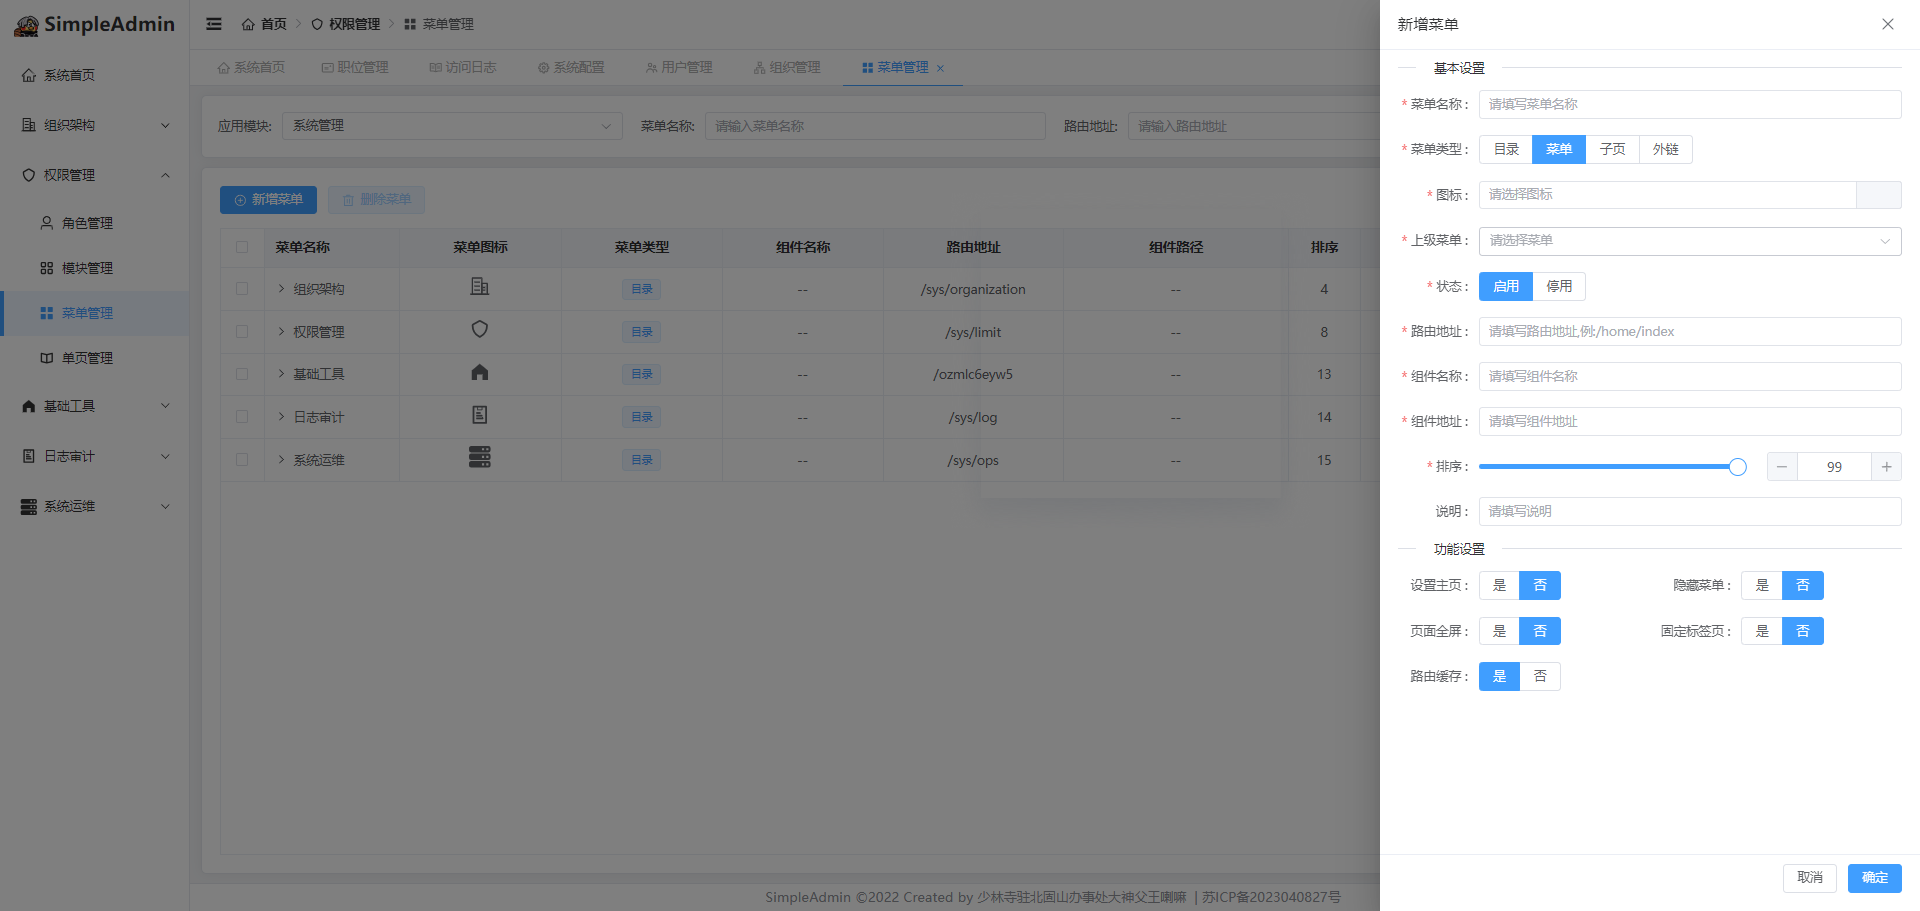 SimpleAdmin
首页
权限管理
菜单管理
系统首页
职位管理
访问日志
系统配置
用户管理
组织管理
菜单管理
系统首页
组织架构
权限管理
角色管理
模块管理
菜单管理
单页管理
基础工具
日志审计
系统运维
应用模块:
系统管理
菜单名称:
请输入菜单名称
路由地址:
请输入路由地址
新增菜单
删除菜单
菜单名称 菜单图标 菜单类型 组件名称 路由地址 组件路径 排序
组织架构 目录 -- /sys/organization -- 4
权限管理 目录 -- /sys/limit -- 8
基础工具 目录 -- /ozmlc6eyw5 -- 13
日志审计 目录 -- /sys/log -- 14
系统运维 目录 -- /sys/ops -- 15
SimpleAdmin ©2022 Created by 少林寺驻北固山办事处大神父王喇嘛 | 苏ICP备2023040827号
新增菜单
基本设置
* 菜单名称: 请填写菜单名称
* 菜单类型: 目录 菜单 子页 外链
* 图标: 请选择图标
* 上级菜单: 请选择菜单
* 状态: 启用 停用
* 路由地址: 请填写路由地址,例:/home/index
* 组件名称: 请填写组件名称
* 组件地址: 请填写组件地址
* 排序: 99
说明: 请填写说明
功能设置
设置主页: 是 否 隐藏菜单: 是 否
页面全屏: 是 否 固定标签页: 是 否
路由缓存: 是 否
取消 确定